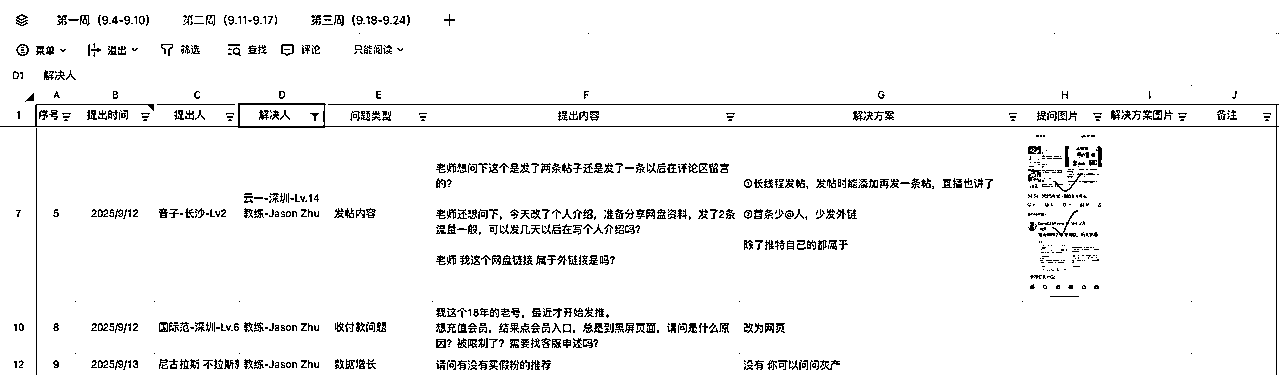 第一周（9.4-9.10） 第二周（9.11-9.17） 第三周（9.18-9.24）
菜单 溢出 筛选 查找 评论 只能阅读
D1 解决人
A B C D E F G H I J
1 序号 提出时间 提出人 解决人 问题类型 提出内容 解决方案 提问图片 解决方案图片 备注
老师想问下这个是发了两条帖子还是发了一条以后在评论区留言
的？
①长线程发帖，发帖时能添加再发一条帖，直播也讲了
云一-深圳-Lv.14
7 5 2025/9/12 音子-长沙-Lv2 教练-Jason Zhu 发帖内容 老师还想问下，今天改了个人介绍，准备分享网盘资料，发了2条 ②首条少@人，少发外链
流量一般，可以发几天以后在写个人介绍吗？
除了推特自己的都属于
老师 我这个网盘链接 属于外链接是吗？
我这个18年的老号，最近才开始发推。
10 8 2025/9/12 国际范-深圳-Lv.6 教练-Jason Zhu 收付款问题 想充值会员，结果点会员入口，总是到黑屏页面，请问是什么原 改为网页
因？被限制了？需要找客服申述吗？
12 9 2025/9/13 尼古拉斯 不拉斯 教练-Jason Zhu 数据增长 请问有没有买假粉的推荐 没有 你可以问问灰产